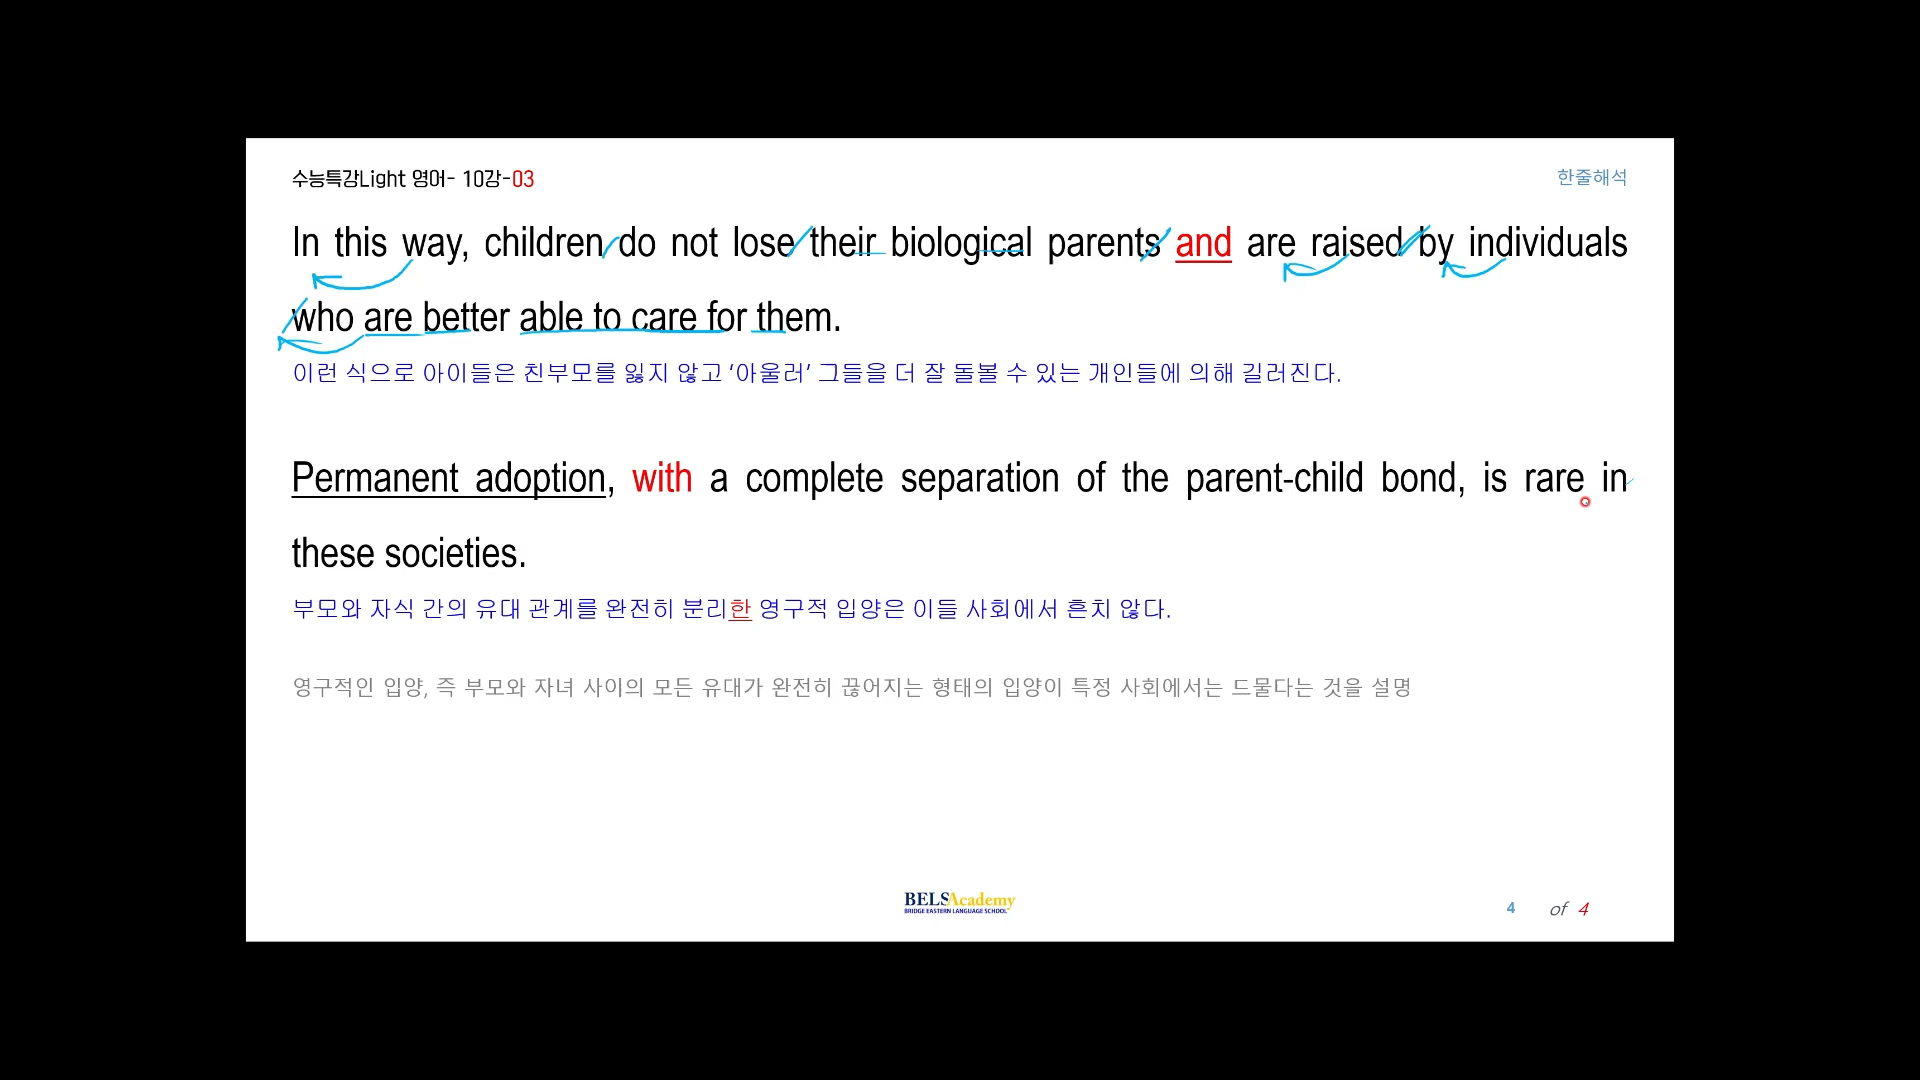 수능특강Light 영어- 10강-03
한줄해석
In this way, children do not lose their biological parents and are raised by individuals
who are better able to care for them.
이런 식으로 아이들은 친부모를 잃지 않고 ‘아울러’ 그들을 더 잘 돌볼 수 있는 개인들에 의해 길러진다.
Permanent adoption, with a complete separation of the parent-child bond, is rare in
these societies.
부모와 자식 간의 유대 관계를 완전히 분리한 영구적 입양은 이들 사회에서 흔치 않다.
영구적인 입양, 즉 부모와 자녀 사이의 모든 유대가 완전히 끊어지는 형태의 입양이 특정 사회에서는 드물다는 것을 설명
BELSAcademy
BRIDGE EASTERN LANGUAGE SCHOOL
4 of 4